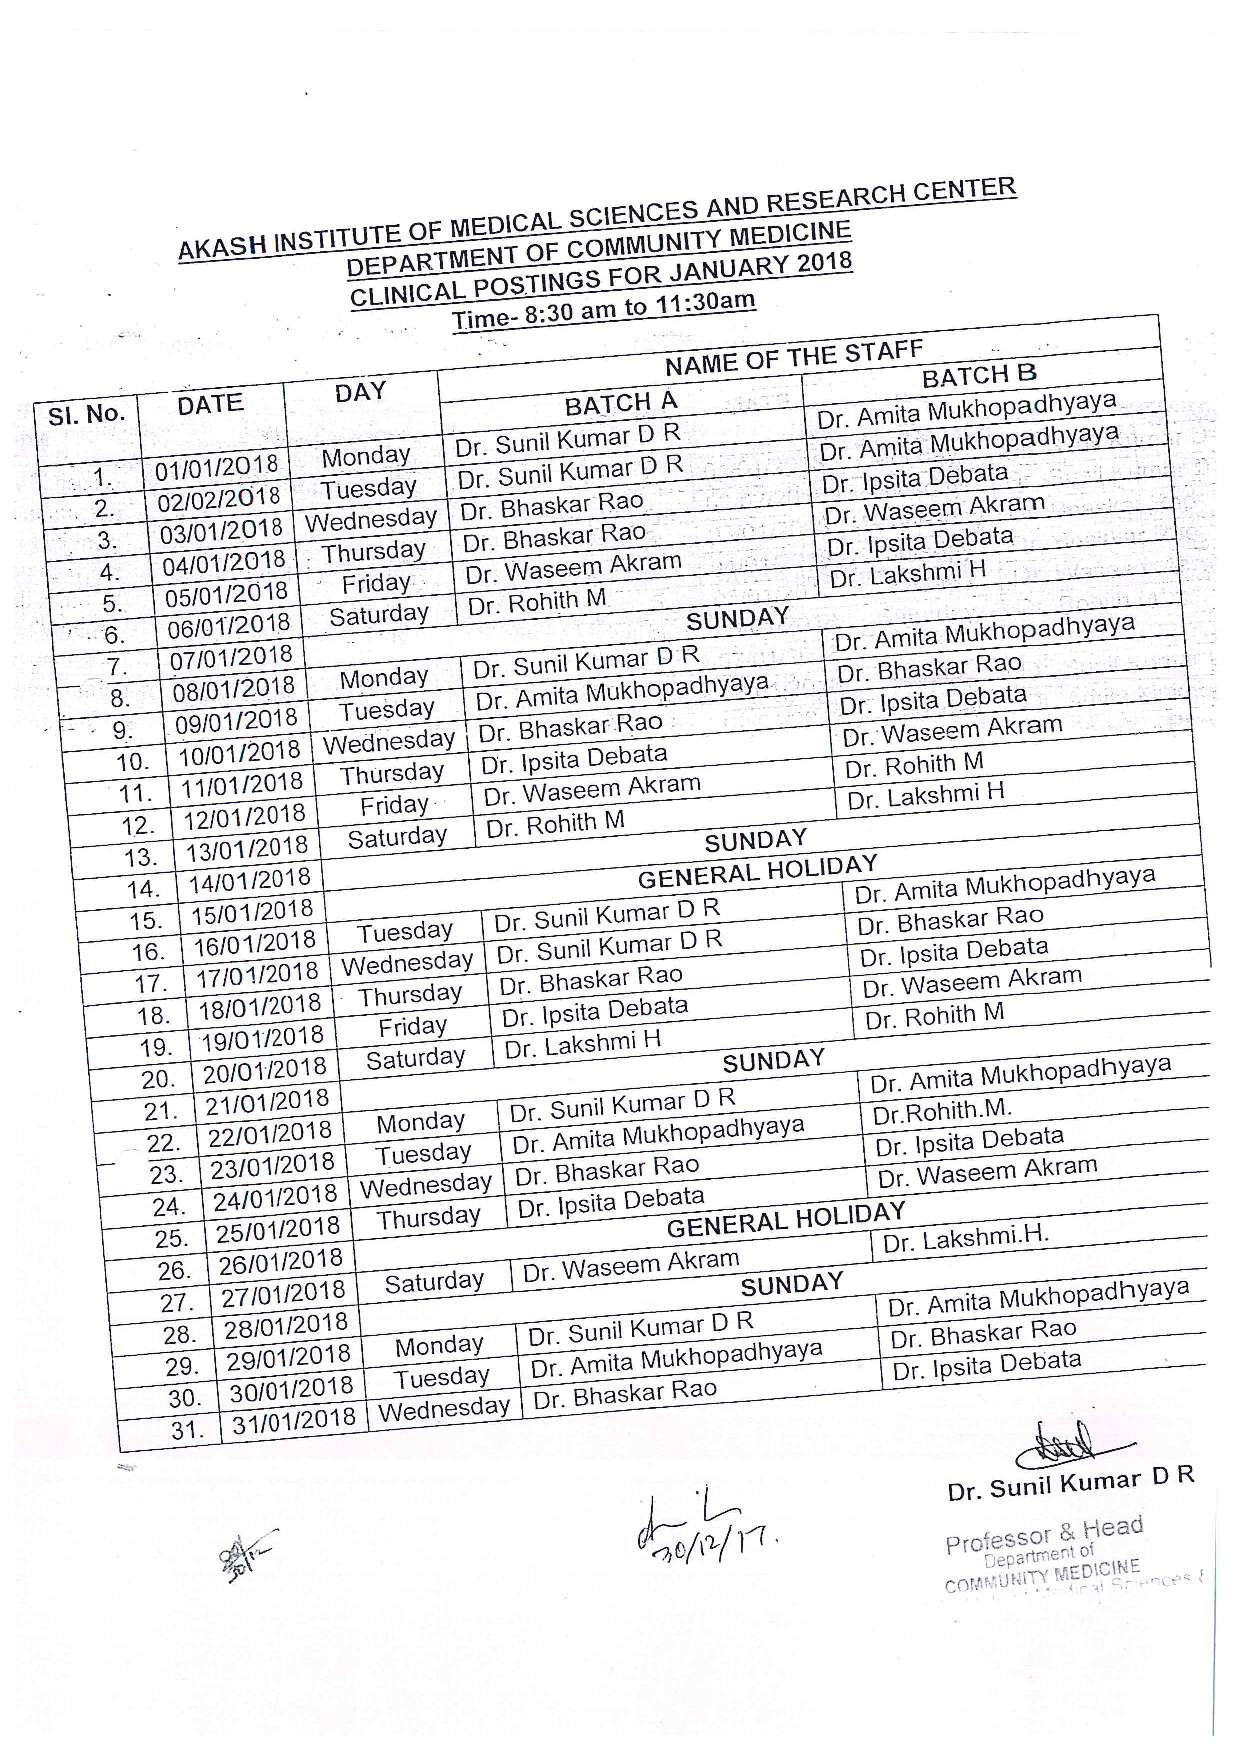 AKASH INSTITUTE OF MEDICAL SCIENCES AND RESEARCH CENTER
DEPARTMENT OF COMMUNITY MEDICINE
CLINICAL POSTINGS FOR JANUARY 2018
Time- 8:30 am to 11:30am
Sl. No. DATE DAY NAME OF THE STAFF
BATCH A BATCH B
1. 01/01/2018 Monday Dr. Sunil Kumar D R Dr. Amita Mukhopadhyaya
2. 02/02/2018 Tuesday Dr. Sunil Kumar D R Dr. Amita Mukhopadhyaya
3. 03/01/2018 Wednesday Dr. Bhaskar Rao Dr. Ipsita Debata
4. 04/01/2018 Thursday Dr. Bhaskar Rao Dr. Waseem Akram
5. 05/01/2018 Friday Dr. Waseem Akram Dr. Ipsita Debata
6. 06/01/2018 Saturday Dr. Rohith M Dr. Lakshmi H
7. 07/01/2018 SUNDAY
8. 08/01/2018 Monday Dr. Sunil Kumar D R Dr. Amita Mukhopadhyaya
9. 09/01/2018 Tuesday Dr. Amita Mukhopadhyaya Dr. Bhaskar Rao
10. 10/01/2018 Wednesday Dr. Bhaskar Rao Dr. Ipsita Debata
11. 11/01/2018 Thursday Dr. Ipsita Debata Dr. Waseem Akram
12. 12/01/2018 Friday Dr. Waseem Akram Dr. Rohith M
13. 13/01/2018 Saturday Dr. Rohith M Dr. Lakshmi H
14. 14/01/2018 SUNDAY
15. 15/01/2018 GENERAL HOLIDAY
16. 16/01/2018 Tuesday Dr. Sunil Kumar D R Dr. Amita Mukhopadhyaya
17. 17/01/2018 Wednesday Dr. Sunil Kumar D R Dr. Bhaskar Rao
18. 18/01/2018 Thursday Dr. Bhaskar Rao Dr. Ipsita Debata
19. 19/01/2018 Friday Dr. Ipsita Debata Dr. Waseem Akram
20. 20/01/2018 Saturday Dr. Lakshmi H Dr. Rohith M
21. 21/01/2018 SUNDAY
22. 22/01/2018 Monday Dr. Sunil Kumar D R Dr. Amita Mukhopadhyaya
23. 23/01/2018 Tuesday Dr. Amita Mukhopadhyaya Dr.Rohith.M.
24. 24/01/2018 Wednesday Dr. Bhaskar Rao Dr. Ipsita Debata
25. 25/01/2018 Thursday Dr. Ipsita Debata Dr. Waseem Akram
26. 26/01/2018 GENERAL HOLIDAY
27. 27/01/2018 Saturday Dr. Waseem Akram Dr. Lakshmi.H.
28. 28/01/2018 SUNDAY
29. 29/01/2018 Monday Dr. Sunil Kumar D R Dr. Amita Mukhopadhyaya
30. 30/01/2018 Tuesday Dr. Amita Mukhopadhyaya Dr. Bhaskar Rao
31. 31/01/2018 Wednesday Dr. Bhaskar Rao Dr. Ipsita Debata
Dr. Sunil Kumar D R
30/12/17.
Professor & Head
Department of
COMMUNITY MEDICINE
Medical Sciences